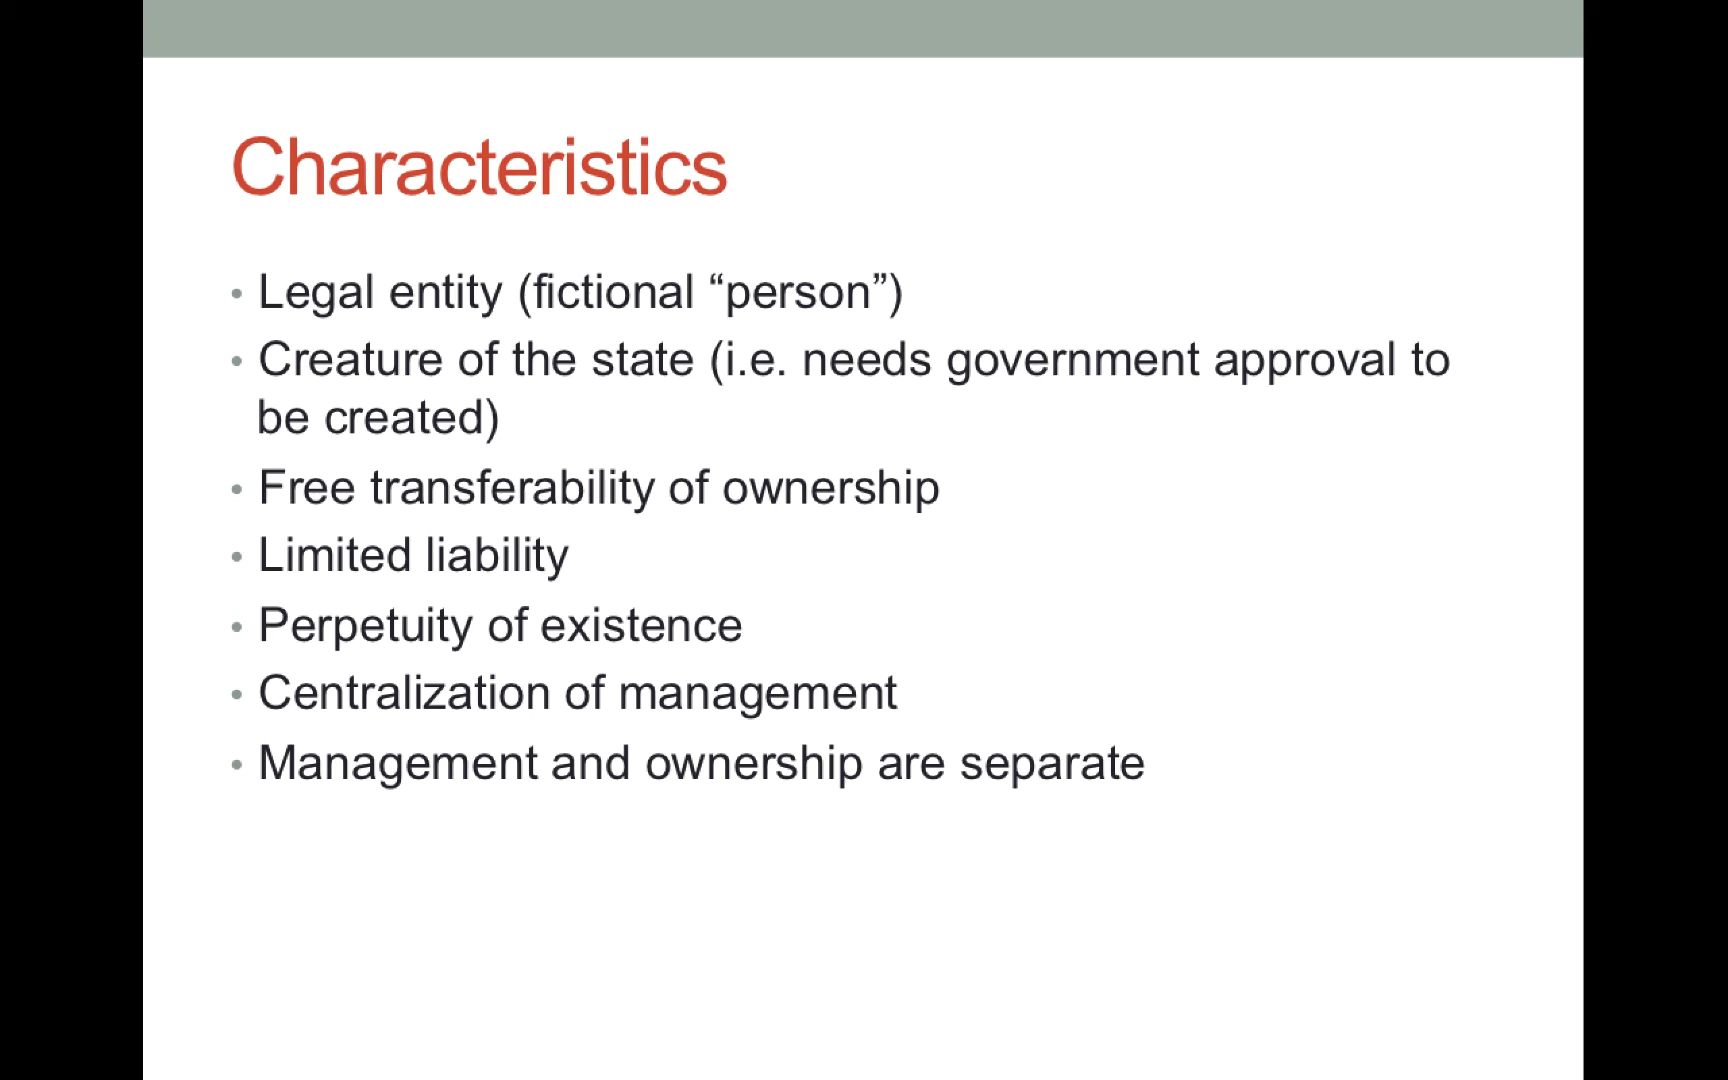 Characteristics
• Legal entity (fictional “person”)
• Creature of the state (i.e. needs government approval to
be created)
• Free transferability of ownership
• Limited liability
• Perpetuity of existence
• Centralization of management
• Management and ownership are separate